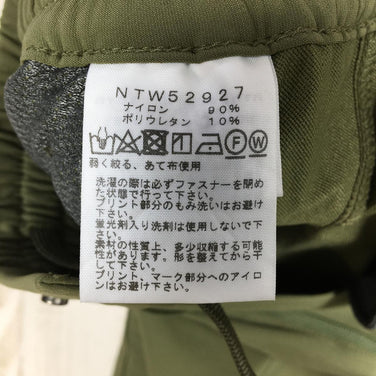 NTW52927
ナイロン 90%
ポリウレタン 10%
弱く絞る、あて布使用
洗濯の際は必ずファスナーを閉め
た状態で行って下さい。
プリント部分のもみ洗いはお避け
下さい。
蛍光剤入り洗剤は使用しないで下
さい。
素材の性質上、多少収縮する可能
性があります。形を整えてから干
して下さい。
プリント、マーク部分へのアイロ
ンはお避け下さい。